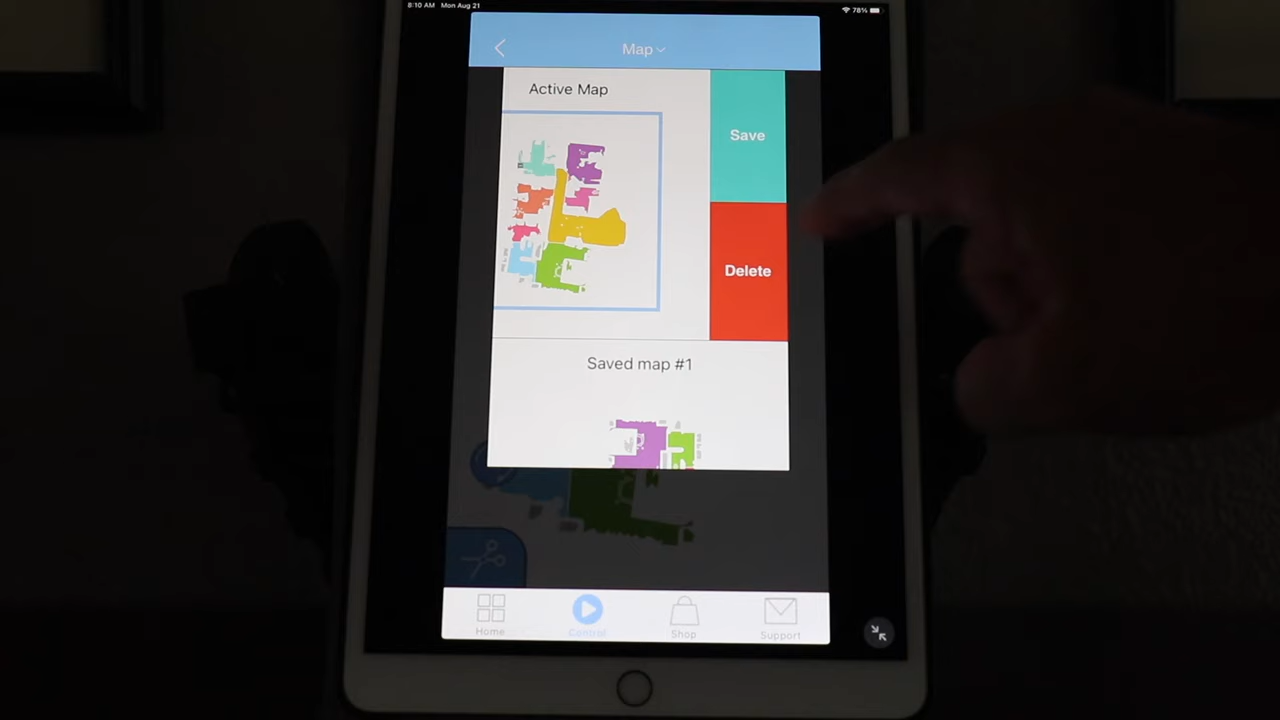 8:10 AM Mon Aug 21
78%
Map
Active Map
Save
Delete
Saved map #1
Home
Control
Shop
Support